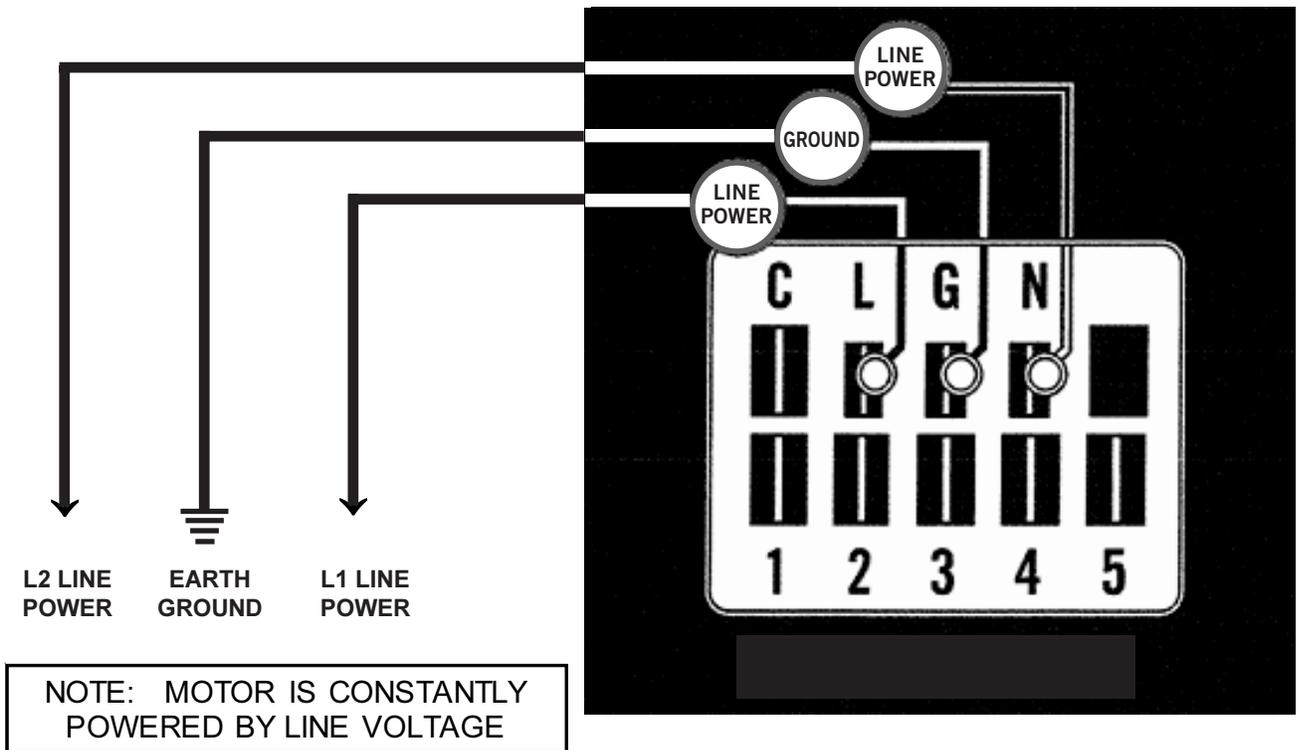 LINE
POWER
GROUND
LINE
POWER
C L G N
1 2 3 4 5
L2 LINE
POWER
EARTH
GROUND
L1 LINE
POWER
NOTE: MOTOR IS CONSTANTLY
POWERED BY LINE VOLTAGE